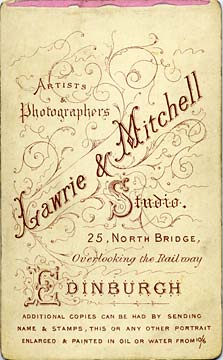 Artists
&
Photographers
Lawrie & Mitchell
Studio.
25, North Bridge,
Overlooking the Railway
Edinburgh
Additional copies can be had by sending
name & stamps, this or any other portrait
enlarged & painted in oil or water from 10/6